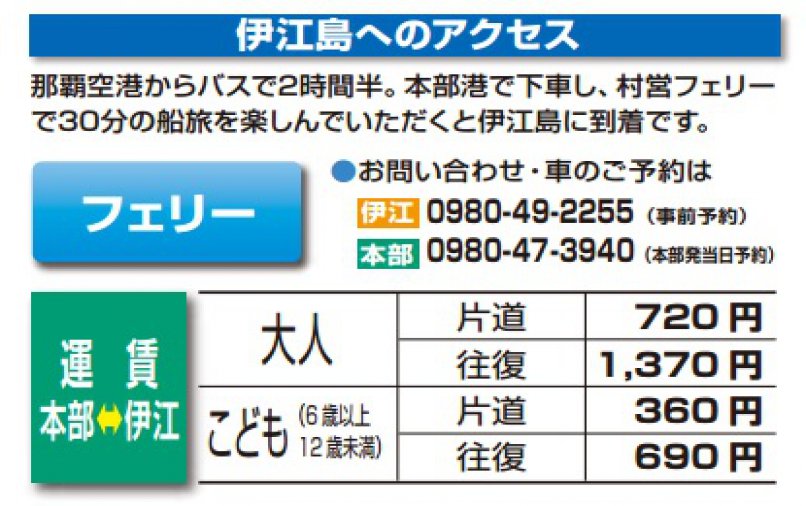 伊江島へのアクセス
那覇空港からバスで2時間半。本部港で下車し、村営フェリー
で30分の船旅を楽しんでいただくと伊江島に到着です。
フェリー
●お問い合わせ・車のご予約は
伊江 0980-49-2255（事前予約）
本部 0980-47-3940（本部発当日予約）
運賃
本部⇔伊江
大人
片道 720円
往復 1,370円
こども（6歳以上
12歳未満）
片道 360円
往復 690円